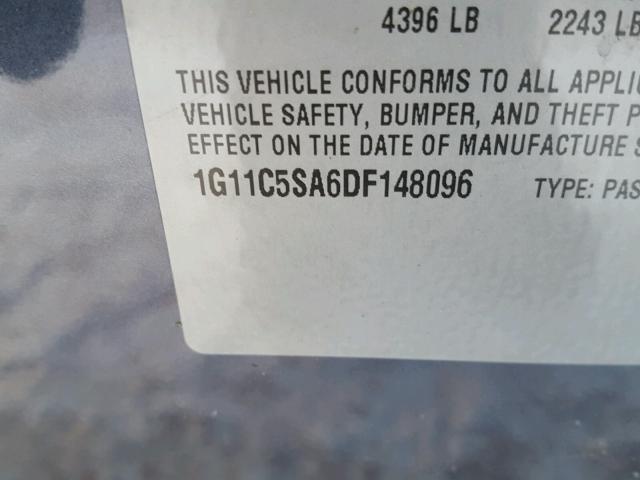 4396 LB 2243 LB
THIS VEHICLE CONFORMS TO ALL
VEHICLE SAFETY, BUMPER, AND THEFT
EFFECT ON THE DATE OF MANUFACTURE
1G11C5SA6DF148096 TYPE: PAS